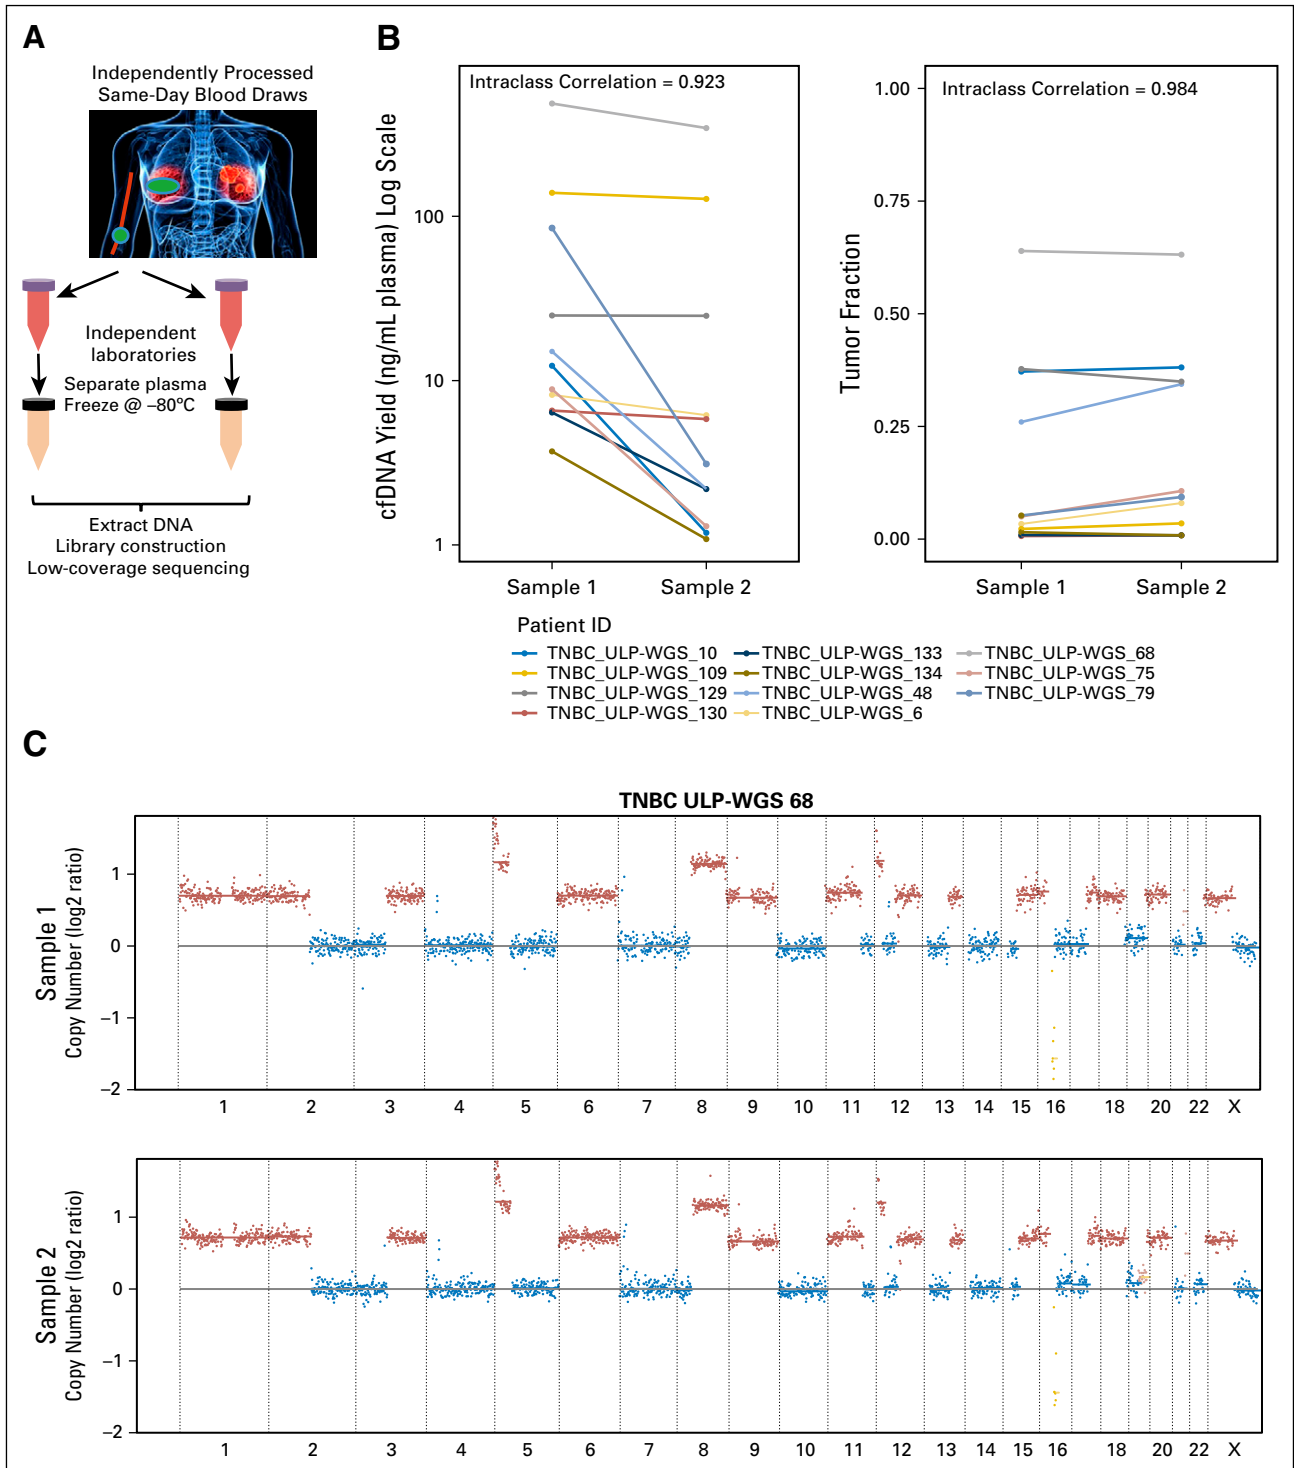 A
Independently Processed
Same-Day Blood Draws
Independent
laboratories
Separate plasma
Freeze @ –80ºC
Extract DNA
Library construction
Low-coverage sequencing
B
cfDNA Yield (ng/mL plasma) Log Scale
Intraclass Correlation = 0.923
100
10
1
Sample 1 Sample 2
Tumor Fraction
Intraclass Correlation = 0.984
1.00
0.75
0.50
0.25
0.00
Sample 1 Sample 2
Patient ID
TNBC_ULP-WGS_10 TNBC_ULP-WGS_133 TNBC_ULP-WGS_68
TNBC_ULP-WGS_109 TNBC_ULP-WGS_134 TNBC_ULP-WGS_75
TNBC_ULP-WGS_129 TNBC_ULP-WGS_48 TNBC_ULP-WGS_79
TNBC_ULP-WGS_130 TNBC_ULP-WGS_6
C
TNBC ULP-WGS 68
Sample 1
Copy Number (log2 ratio)
1
0
–1
–2
1 2 3 4 5 6 7 8 9 10 11 12 13 14 15 16 18 20 22 X
Sample 2
Copy Number (log2 ratio)
1
0
–1
–2
1 2 3 4 5 6 7 8 9 10 11 12 13 14 15 16 18 20 22 X